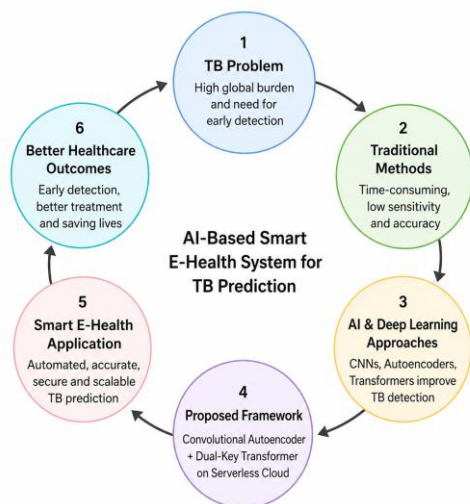 1
TB Problem
High global burden
and need for
early detection
2
Traditional
Methods
Time-consuming,
low sensitivity
and accuracy
3
AI & Deep Learning
Approaches
CNNs, Autoencoders,
Transformers improve
TB detection
4
Proposed Framework
Convolutional Autoencoder
+ Dual-Key Transformer
on Serverless Cloud
5
Smart E-Health
Application
Automated, accurate,
secure and scalable
TB prediction
6
Better Healthcare
Outcomes
Early detection,
better treatment
and saving lives
AI-Based Smart
E-Health System for
TB Prediction